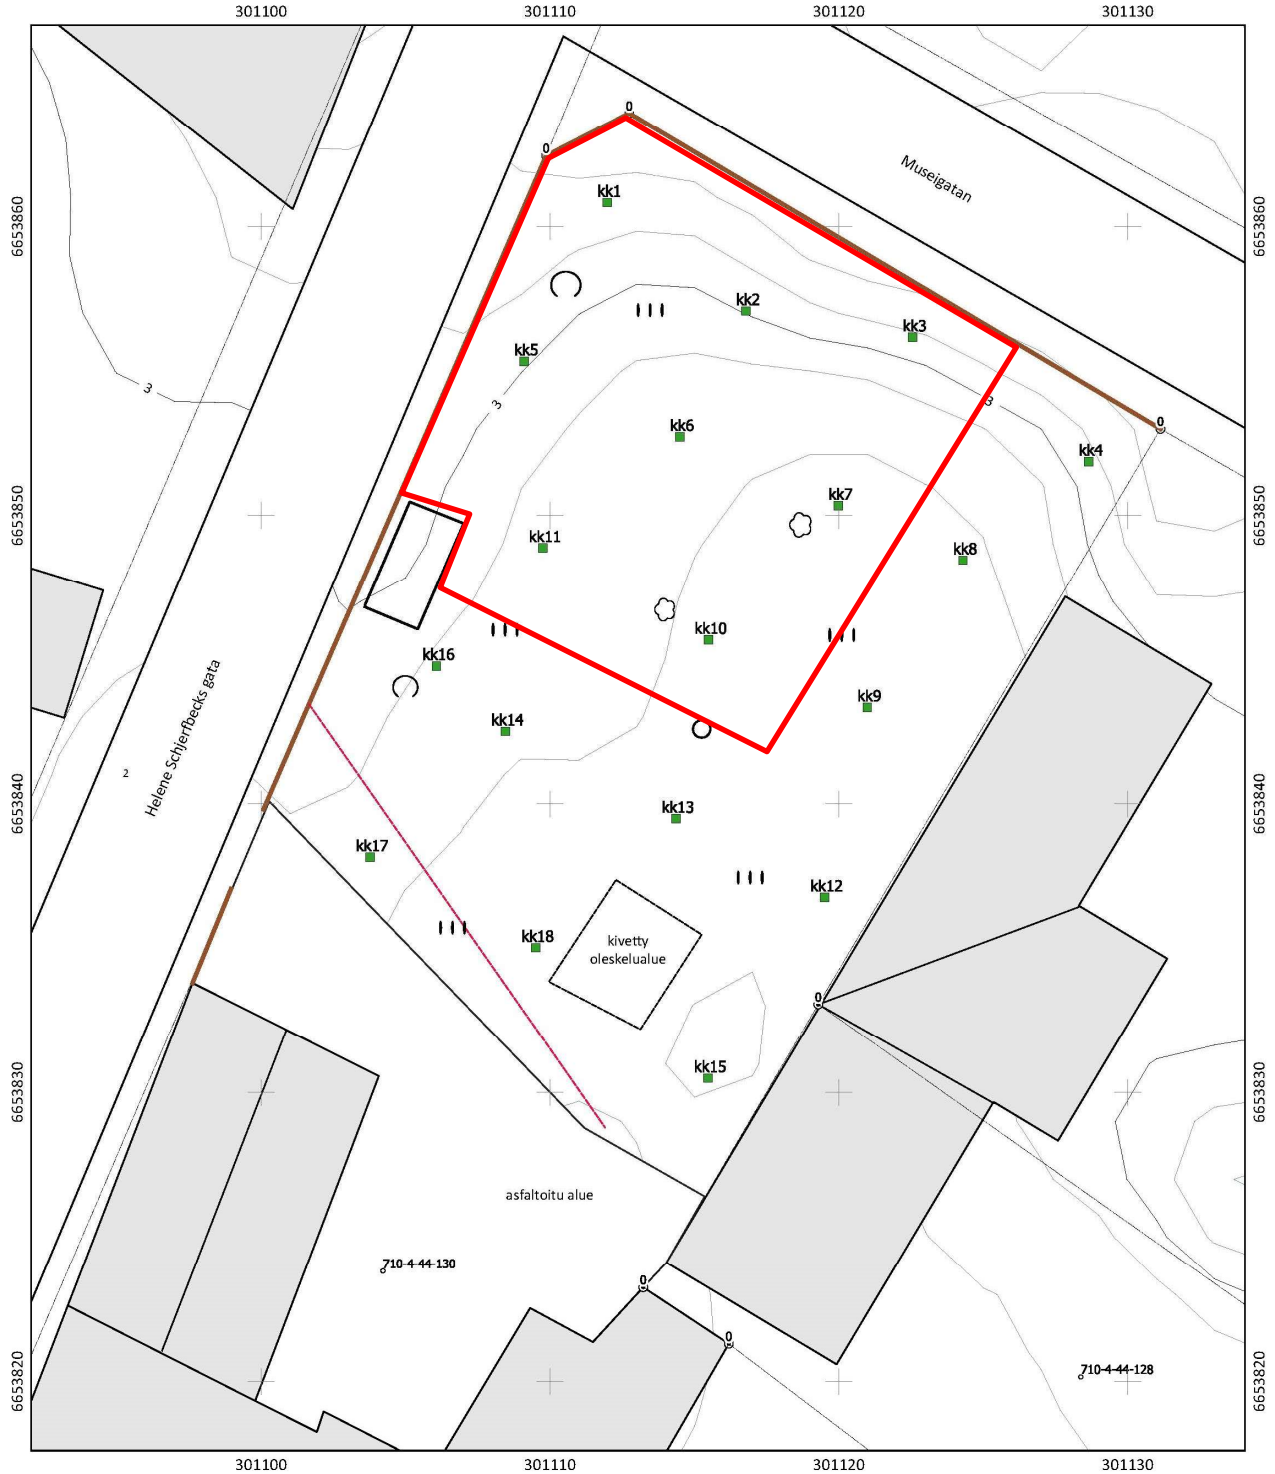 301100 301110 301120 301130
0
0
Museigatan
kk1
6653860 6653860
kk2
kk3
kk5
3
3
3
0
kk6
kk4
kk7
6653850 6653850
kk11
kk8
kk10
kk16
Helene Schjerfbecks gata
kk9
kk14
2
6653840 6653840
kk13
kk17
kk12
kk18
kivetty
oleskelualue
0
kk15
6653830 6653830
asfaltoitu alue
710-4-44-130
0
0
710-4-44-128
6653820 6653820
301100 301110 301120 301130